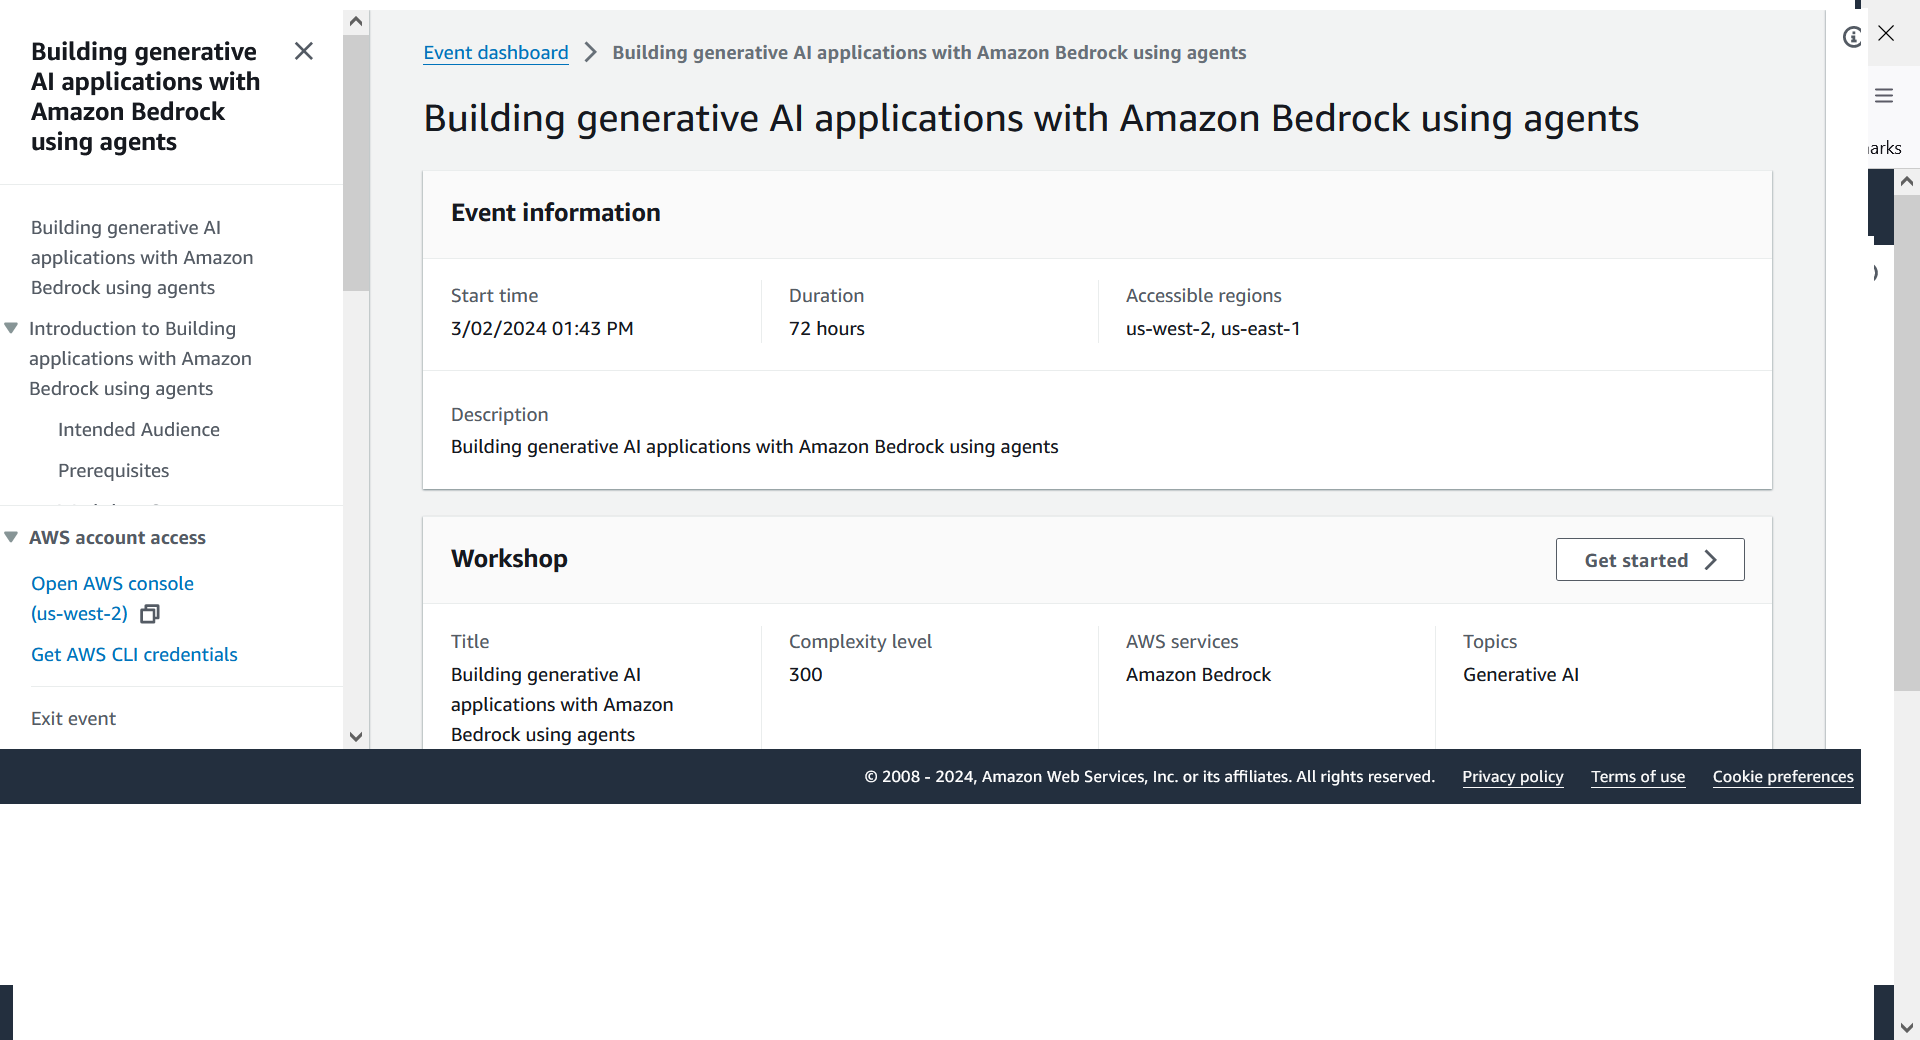 Building generative
AI applications with
Amazon Bedrock
using agents
Building generative AI
applications with Amazon
Bedrock using agents
Introduction to Building
applications with Amazon
Bedrock using agents
Intended Audience
Prerequisites
AWS account access
Open AWS console
(us-west-2)
Get AWS CLI credentials
Exit event
Event dashboard
Building generative AI applications with Amazon Bedrock using agents
Building generative AI applications with Amazon Bedrock using agents
Event information
Start time
3/02/2024 01:43 PM
Duration
72 hours
Accessible regions
us-west-2, us-east-1
Description
Building generative AI applications with Amazon Bedrock using agents
Workshop
Get started
Title
Building generative AI
applications with Amazon
Bedrock using agents
Complexity level
300
AWS services
Amazon Bedrock
Topics
Generative AI
arks
© 2008 - 2024, Amazon Web Services, Inc. or its affiliates. All rights reserved.
Privacy policy
Terms of use
Cookie preferences